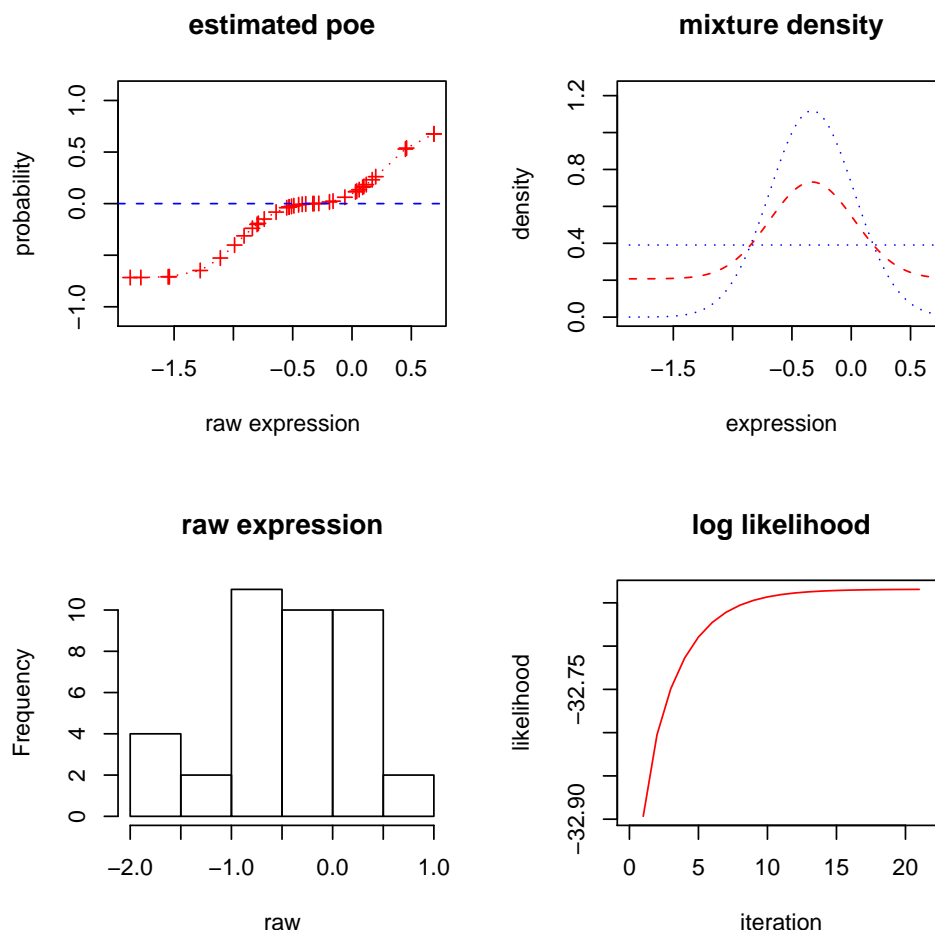 estimated poe
probability
1.0
0.5
0.0
−1.0
−1.5
−0.5
0.0
0.5
raw expression
mixture density
density
1.2
0.8
0.4
0.0
−1.5
−0.5
0.0
0.5
expression
raw expression
Frequency
10
8
6
4
2
0
−2.0
−1.0
0.0
1.0
raw
log likelihood
likelihood
−32.75
−32.90
0
5
10
15
20
iteration